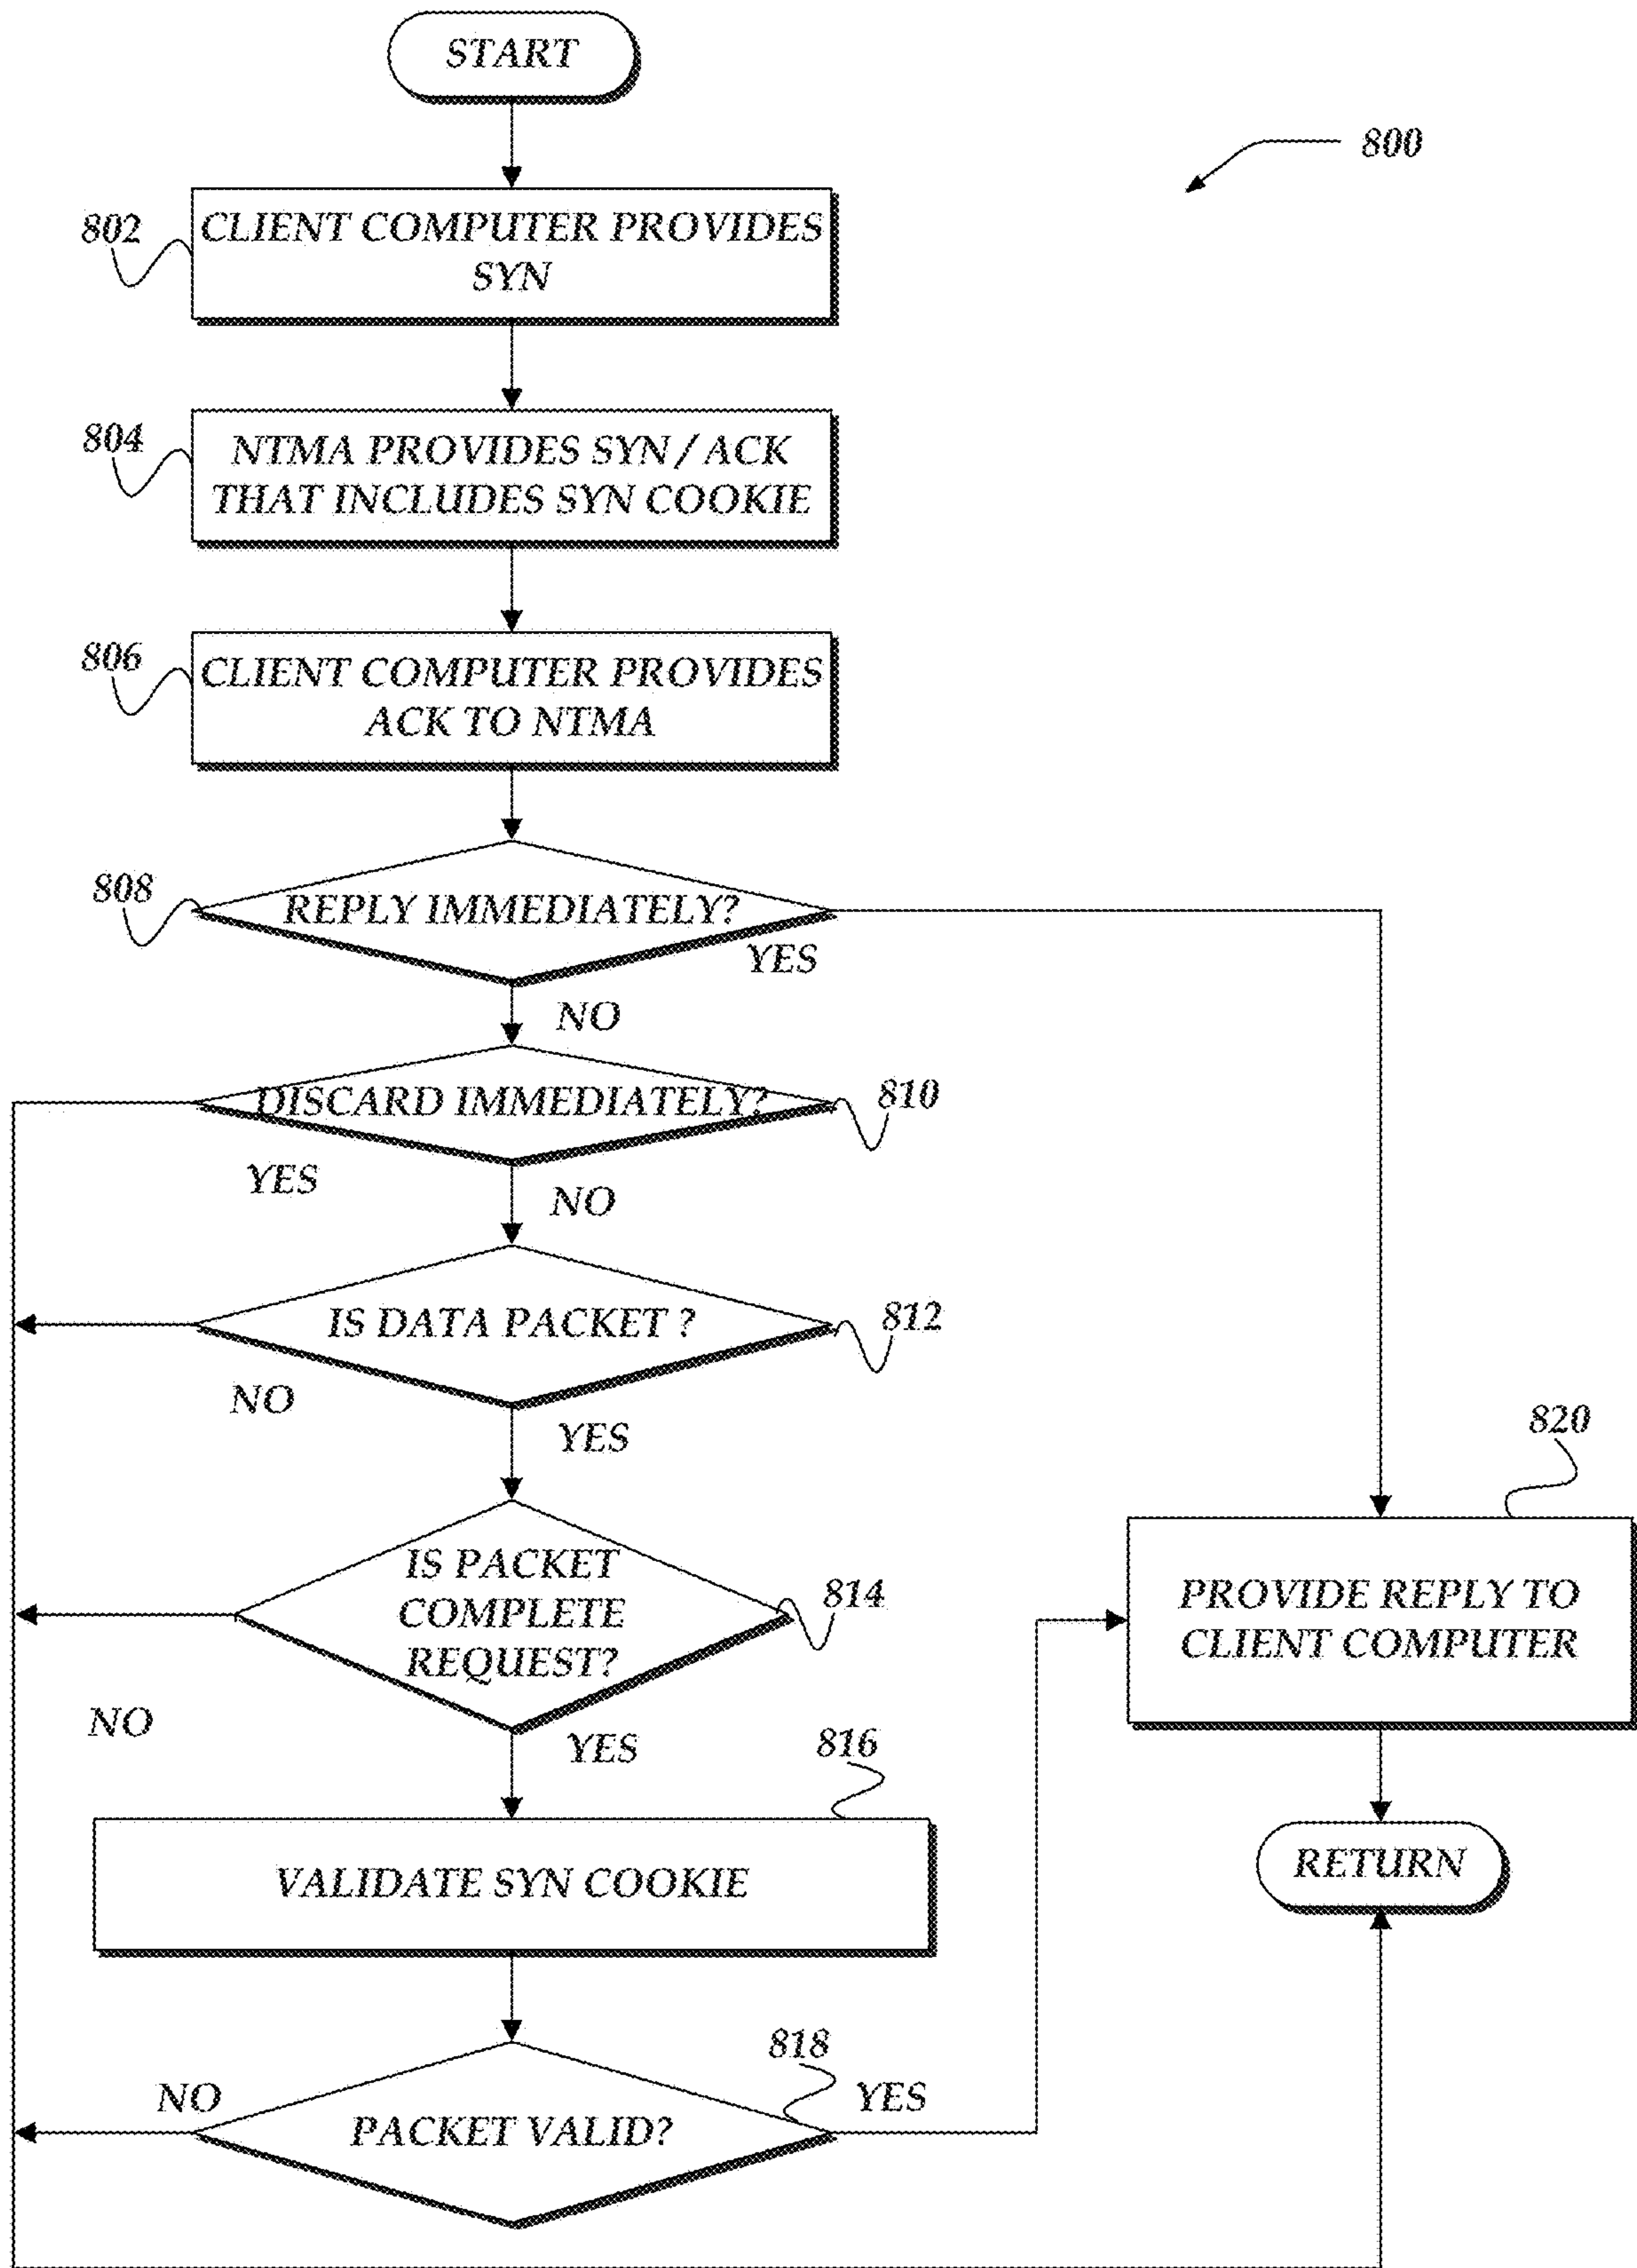 START
800
802
CLIENT COMPUTER PROVIDES
SYN
804
NTMA PROVIDES SYN / ACK
THAT INCLUDES SYN COOKIE
806
CLIENT COMPUTER PROVIDES
ACK TO NTMA
808
REPLY IMMEDIATELY?
YES
NO
DISCARD IMMEDIATELY?
810
YES
NO
IS DATA PACKET ?
812
NO
YES
820
IS PACKET
COMPLETE
REQUEST?
814
PROVIDE REPLY TO
CLIENT COMPUTER
NO
YES
816
VALIDATE SYN COOKIE
RETURN
818
NO
YES
PACKET VALID?